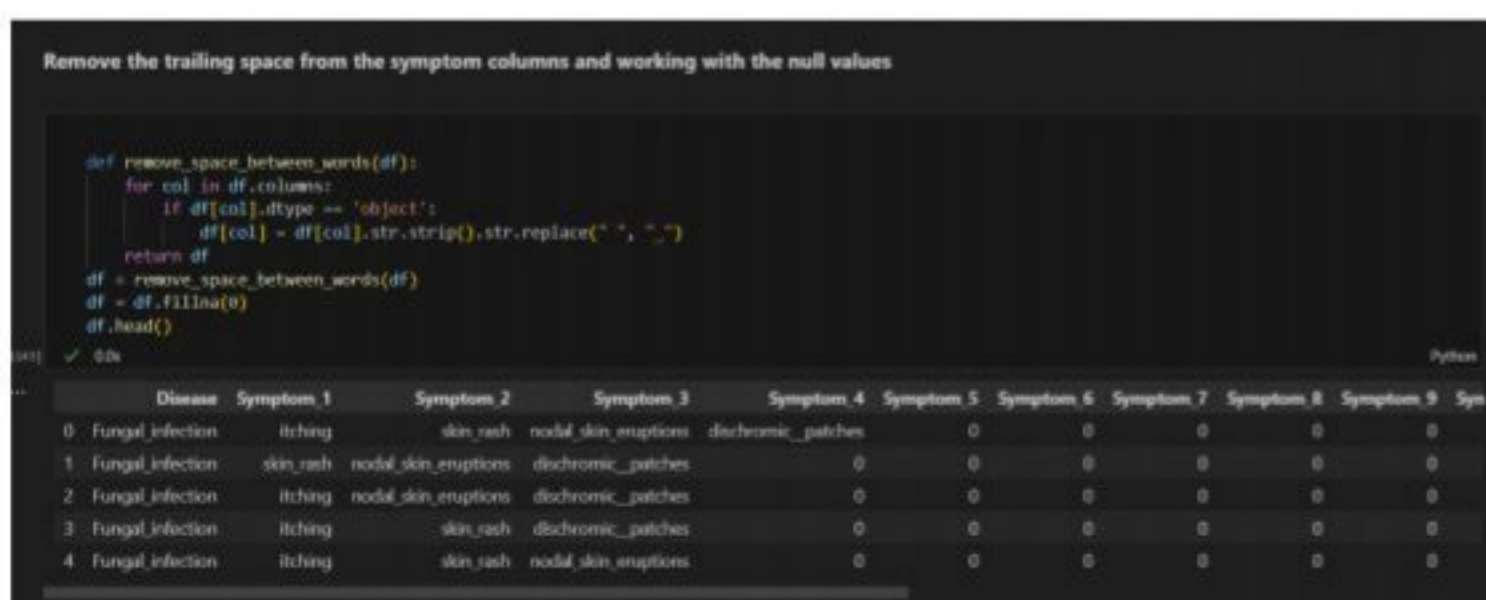 Remove the trailing space from the symptom columns and working with the null values
def remove_space_between_words(df):
for col in df.columns:
if df[col].dtype == 'object':
df[col] = df[col].str.strip().str.replace(" ", "_")
return df
df = remove_space_between_words(df)
df = df.fillna(0)
df.head()
0.0s
Python
Disease Symptom_1 Symptom_2 Symptom_3 Symptom_4 Symptom_5 Symptom_6 Symptom_7 Symptom_8 Symptom_9 Sym
0 Fungal_infection itching skin_rash nodal_skin_eruptions dischromic__patches 0 0 0 0 0
1 Fungal_infection skin_rash nodal_skin_eruptions dischromic__patches 0 0 0 0 0 0
2 Fungal_infection itching nodal_skin_eruptions dischromic__patches 0 0 0 0 0 0
3 Fungal_infection itching skin_rash dischromic__patches 0 0 0 0 0 0
4 Fungal_infection itching skin_rash nodal_skin_eruptions 0 0 0 0 0 0